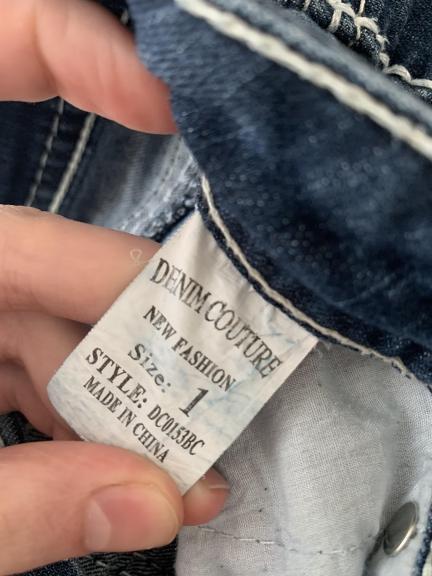 DENIM COUTURE
NEW FASHION
Size: 1
STYLE: DC0153BC
MADE IN CHINA